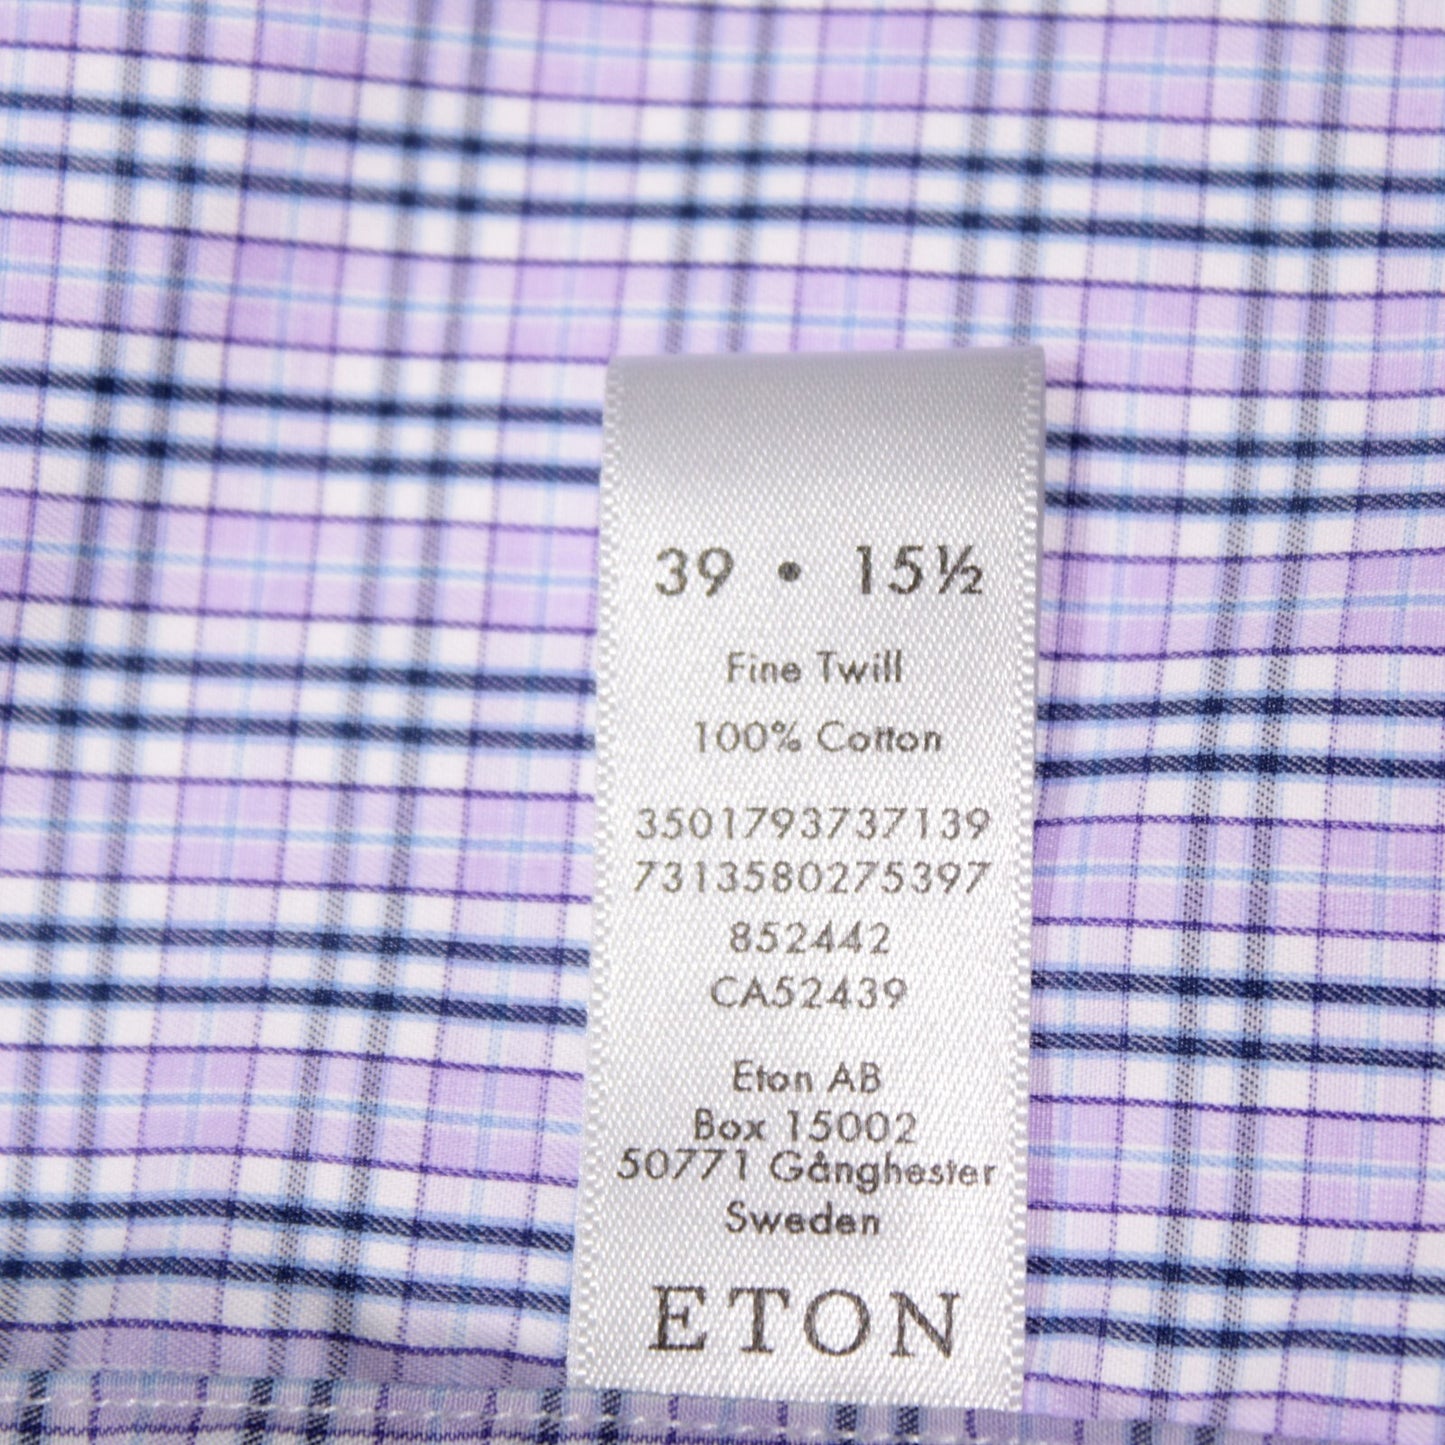 39 • 15½
Fine Twill
100% Cotton
3501793737139
7313580275397
852442
CA52439
Eton AB
Box 15002
50771 Gånghester
Sweden
ETON